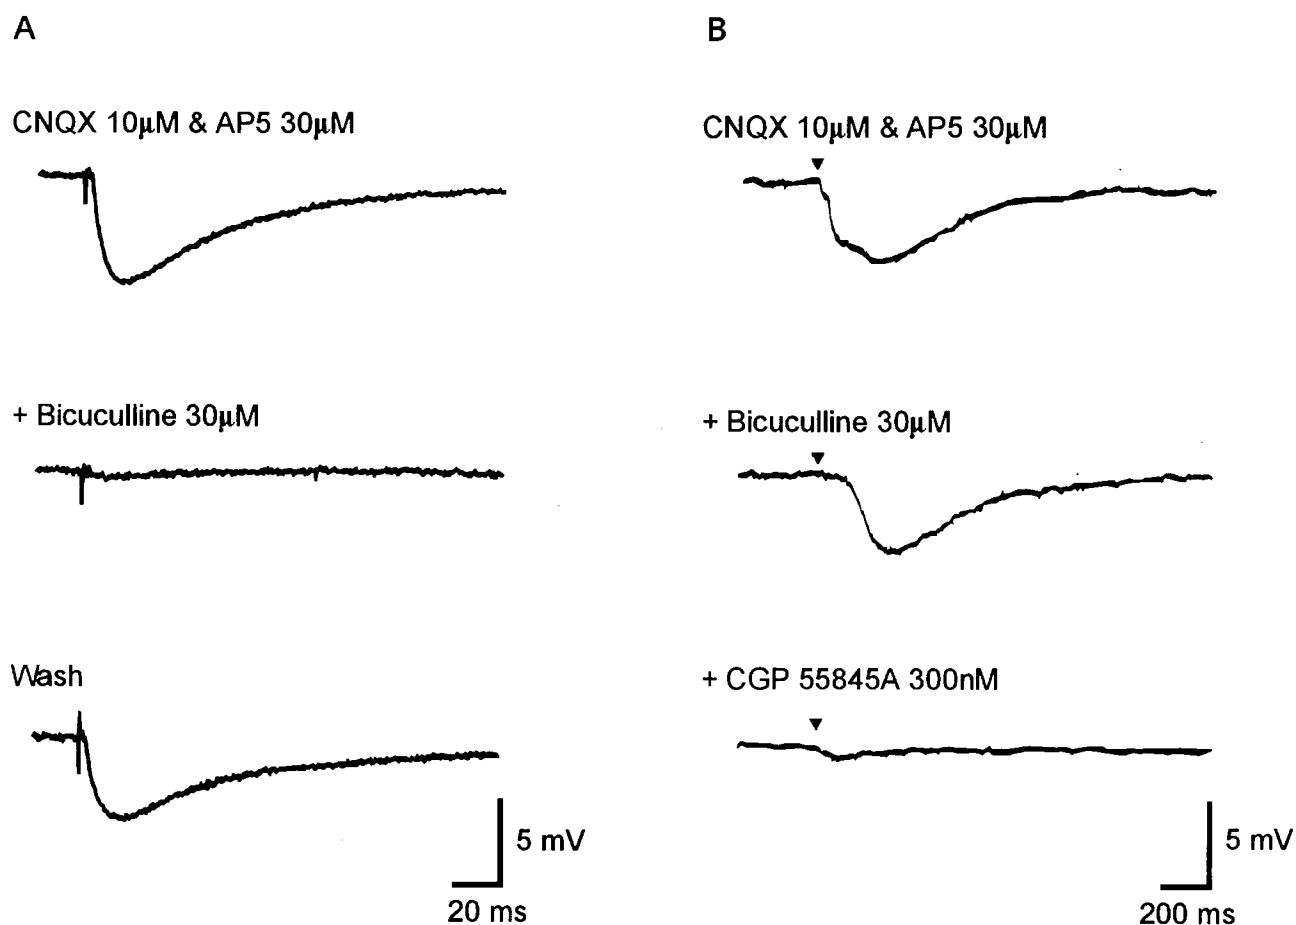 A
CNQX 10µM & AP5 30µM
+ Bicuculline 30µM
Wash
5 mV
20 ms
B
CNQX 10µM & AP5 30µM
+ Bicuculline 30µM
+ CGP 55845A 300nM
5 mV
200 ms